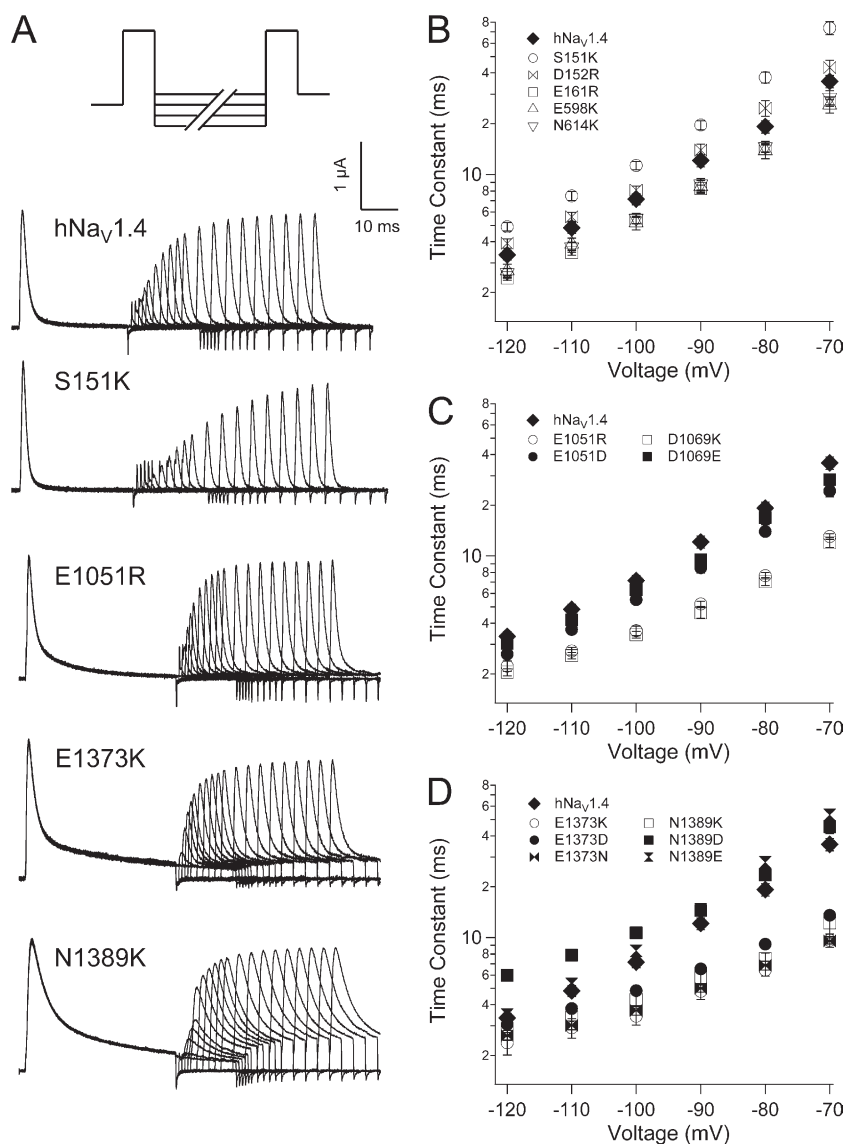 A
1 µA
10 ms
hNaV1.4
S151K
E1051R
E1373K
N1389K
B
Time Constant (ms)
8
6
4
2
10
8
6
4
2
hNaV1.4
S151K
D152R
E161R
E598K
N614K
-120 -110 -100 -90 -80 -70
Voltage (mV)
C
Time Constant (ms)
8
6
4
2
10
8
6
4
2
hNaV1.4
E1051R D1069K
E1051D D1069E
-120 -110 -100 -90 -80 -70
Voltage (mV)
D
Time Constant (ms)
8
6
4
2
10
8
6
4
2
hNaV1.4
E1373K N1389K
E1373D N1389D
E1373N N1389E
-120 -110 -100 -90 -80 -70
Voltage (mV)